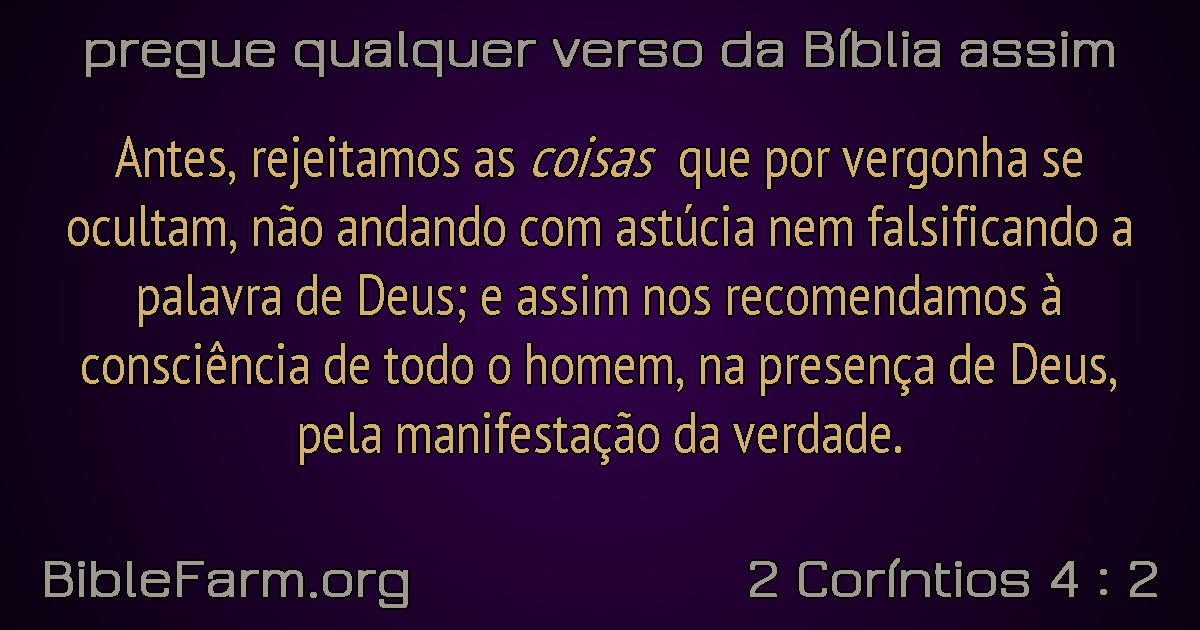 pregue qualquer verso da Bíblia assim
Antes, rejeitamos as coisas que por vergonha se
ocultam, não andando com astúcia nem falsificando a
palavra de Deus; e assim nos recomendamos à
consciência de todo o homem, na presença de Deus,
pela manifestação da verdade.
BibleFarm.org
2 Coríntios 4 : 2